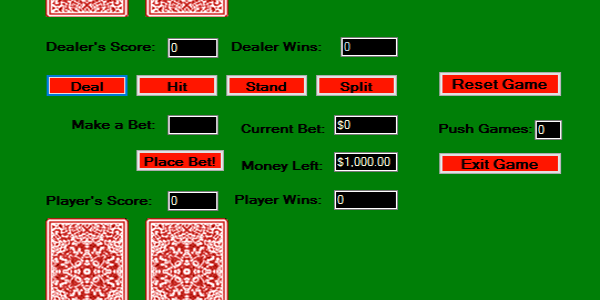 Dealer's Score: 0 Dealer Wins: 0
Deal Hit Stand Split Reset Game
Make a Bet: Current Bet: $0 Push Games: 0
Place Bet! Money Left: $1,000.00 Exit Game
Player's Score: 0 Player Wins: 0